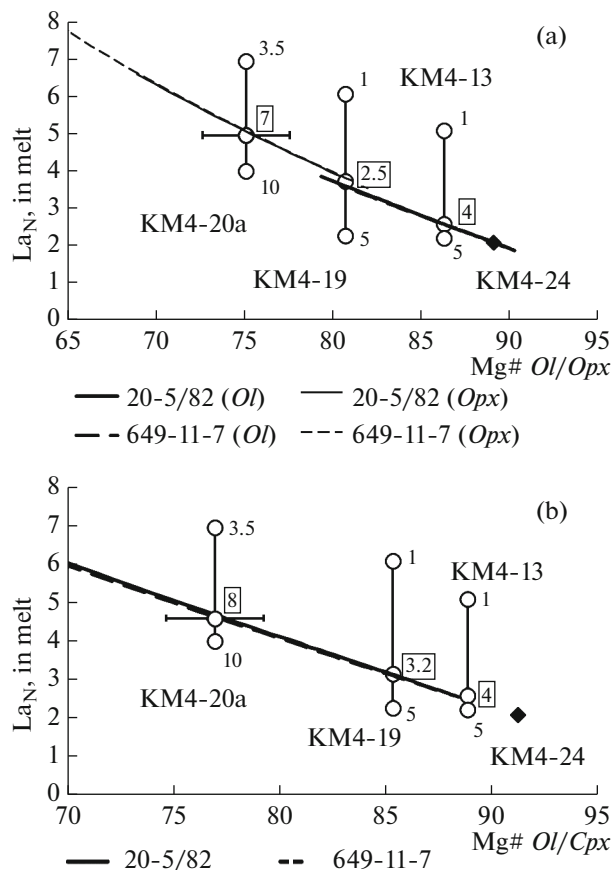 (a)
La_N, in melt
8
7
6
5
4
3
2
1
0
3.5
7
10
KM4-20a
1
2.5
5
KM4-19
KM4-13
1
4
5
KM4-24
65 70 75 80 85 90 95
Mg# Ol/Opx
20-5/82 (Ol) 20-5/82 (Opx)
649-11-7 (Ol) 649-11-7 (Opx)
(b)
La_N, in melt
8
7
6
5
4
3
2
1
0
3.5
8
10
KM4-20a
1
3.2
5
KM4-19
KM4-13
1
4
5
KM4-24
70 75 80 85 90 95
Mg# Ol/Cpx
20-5/82 649-11-7